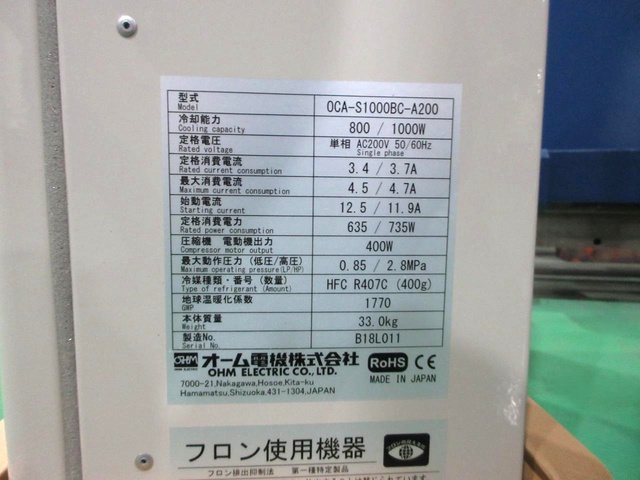 型式 OCA-S1000BC-A200
Model
冷却能力 800 / 1000W
Cooling capacity
定格電圧 単相 AC200V 50/60Hz
Rated voltage Single phase
定格消費電流 3.4 / 3.7A
Rated current consumption
最大消費電流 4.5 / 4.7A
Maximum current consumption
始動電流 12.5 / 11.9A
Starting current
定格消費電力 635 / 735W
Rated power consumption
圧縮機 電動機出力 400W
Compressor motor output
最大動作圧力（低圧/高圧） 0.85 / 2.8MPa
Maximum operating pressure(LP/HP)
冷媒種類・番号（数量） HFC R407C (400g)
Type of refrigerant (Amount)
地球温暖化係数 1770
GWP
本体質量 33.0kg
Weight
製造No. B18L011
Serial No.
OHM オーム電機株式会社 RoHS CE
OHM ELECTRIC CO., LTD. MADE IN JAPAN
7000-21, Nakagawa, Hosoe, Kita-ku
Hamamatsu, Shizuoka, 431-1304, JAPAN
フロン使用機器
フロン排出抑制法 第一種特定製品